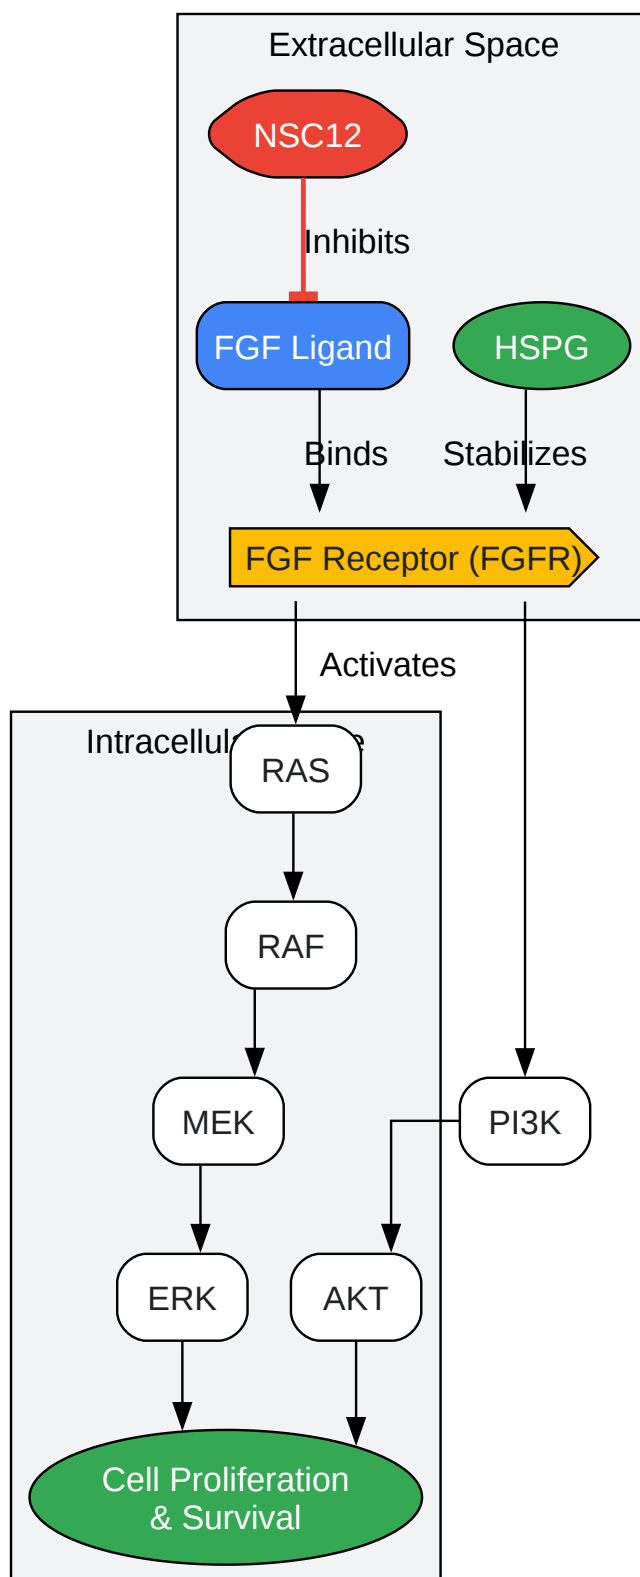 Extracellular Space
NSC12
Inhibits
FGF Ligand
HSPG
Binds
Stabilizes
FGF Receptor (FGFR)
Activates
RAS
RAF
MEK
PI3K
ERK
AKT
Cell Proliferation
& Survival